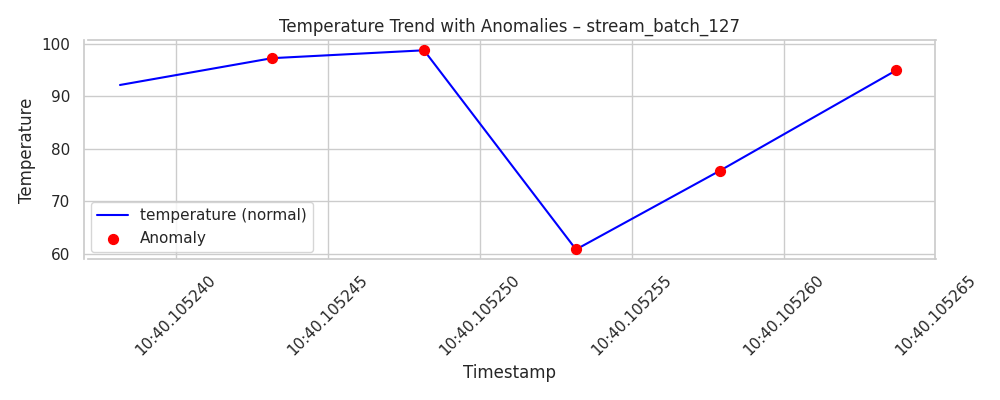 Temperature Trend with Anomalies – stream_batch_127
100
90
80
70
60
Temperature
temperature (normal)
Anomaly
10:40.105240
10:40.105245
10:40.105250
10:40.105255
10:40.105260
10:40.105265
Timestamp